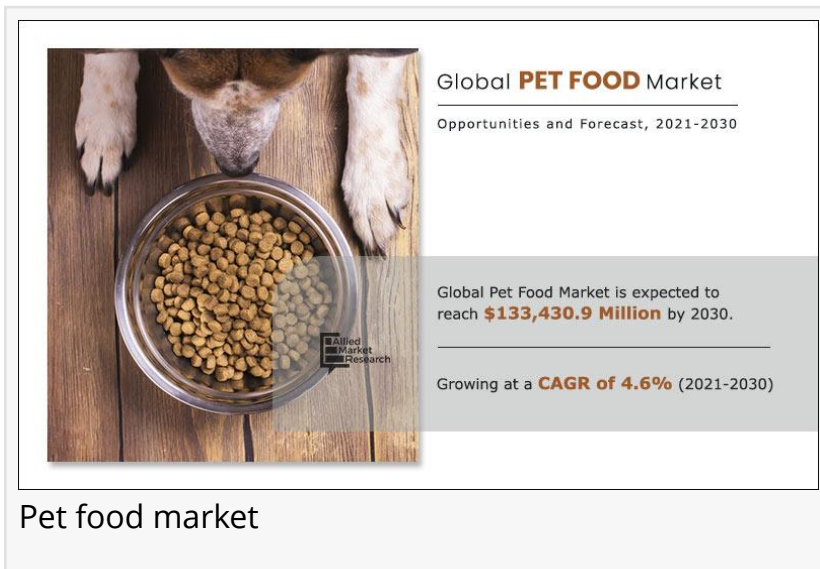 Global PET FOOD Market
Opportunities and Forecast, 2021-2030
Global Pet Food Market is expected to
reach $133,430.9 Million by 2030.
Allied
Market
Research
Growing at a CAGR of 4.6% (2021-2030)
Pet food market